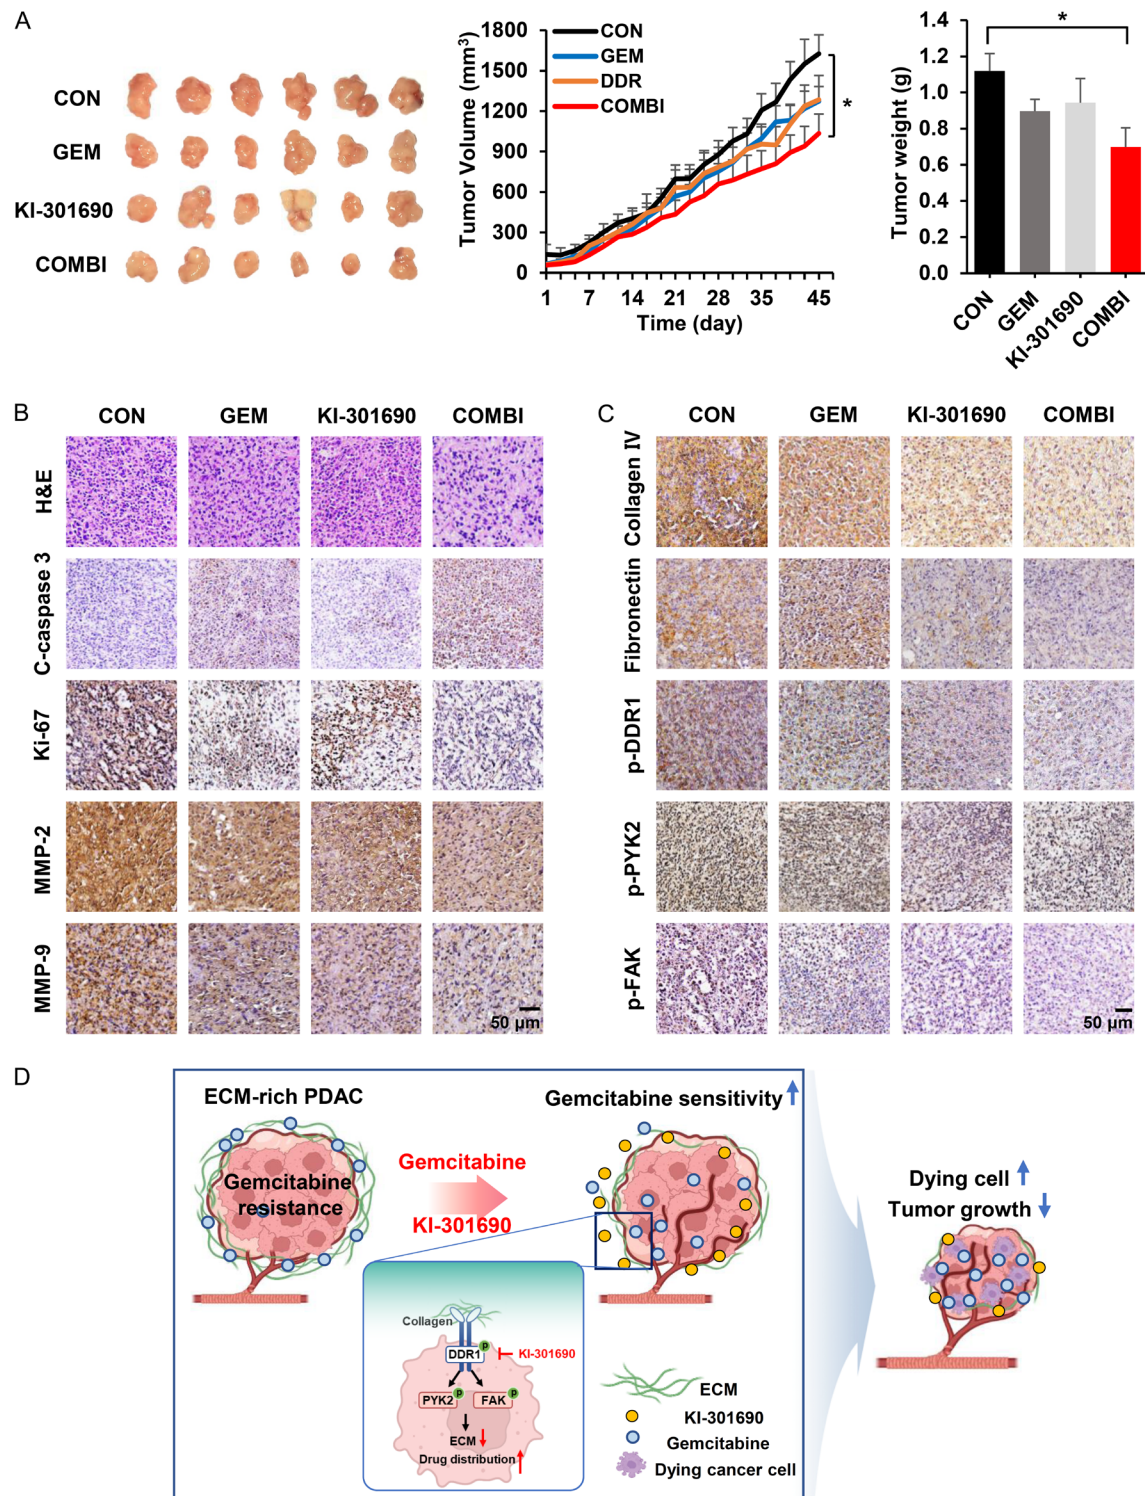 A
CON
GEM
KI-301690
COMBI
Tumor Volume (mm³)
1800
1500
1200
900
600
300
0
1 7 14 21 28 35 45
Time (day)
CON
GEM
DDR
COMBI
*
Tumor weight (g)
1.4
1.2
1.0
0.8
0.6
0.4
0.2
0.0
*
CON
GEM
KI-301690
COMBI
B
CON GEM KI-301690 COMBI
H&E
C-caspase 3
Ki-67
MMP-2
MMP-9
50 μm
C
CON GEM KI-301690 COMBI
Collagen IV
Fibronectin
p-DDR1
p-PYK2
p-FAK
50 μm
D
ECM-rich PDAC
Gemcitabine
resistance
Gemcitabine
KI-301690
Gemcitabine sensitivity
Dying cell
Tumor growth
Collagen
DDR1
P
KI-301690
PYK2
P
FAK
P
ECM
Drug distribution
ECM
KI-301690
Gemcitabine
Dying cancer cell